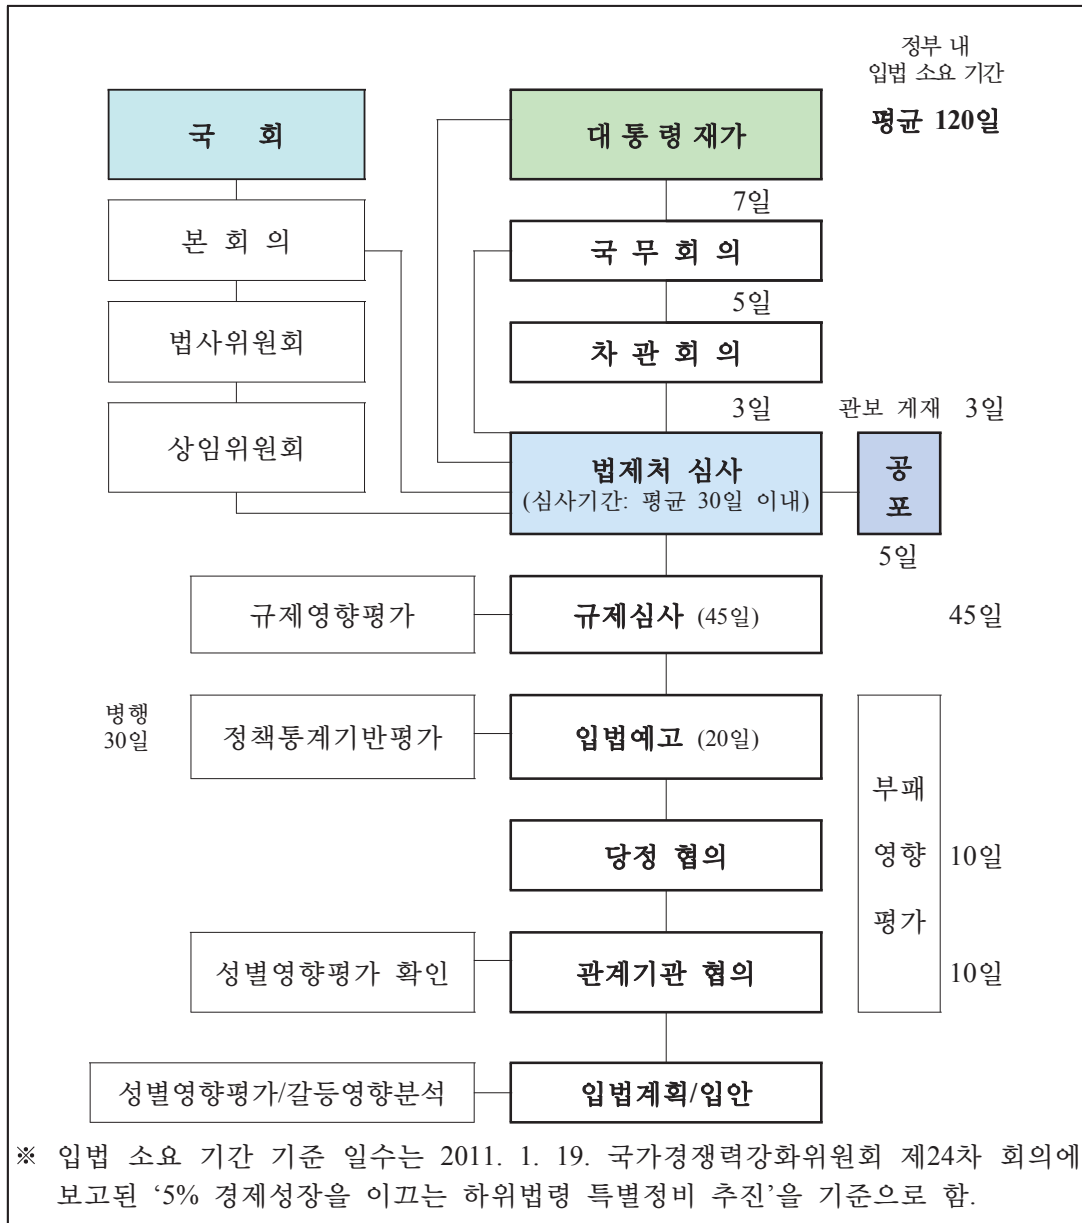 정부 내
입법 소요 기간
평균 120일
국 회
대 통 령 재 가
7일
본 회 의
국 무 회 의
5일
법사위원회
차 관 회 의
3일
관보 게재 3일
상임위원회
법제처 심사
(심사기간: 평균 30일 이내)
공
포
5일
규제영향평가
규제심사 (45일)
45일
병행
30일
정책통계기반평가
입법예고 (20일)
부패
영향
평가
당정 협의
10일
성별영향평가 확인
관계기관 협의
10일
성별영향평가/갈등영향분석
입법계획/입안
※ 입법 소요 기간 기준 일수는 2011. 1. 19. 국가경쟁력강화위원회 제24차 회의에
보고된 ‘5% 경제성장을 이끄는 하위법령 특별정비 추진’을 기준으로 함.